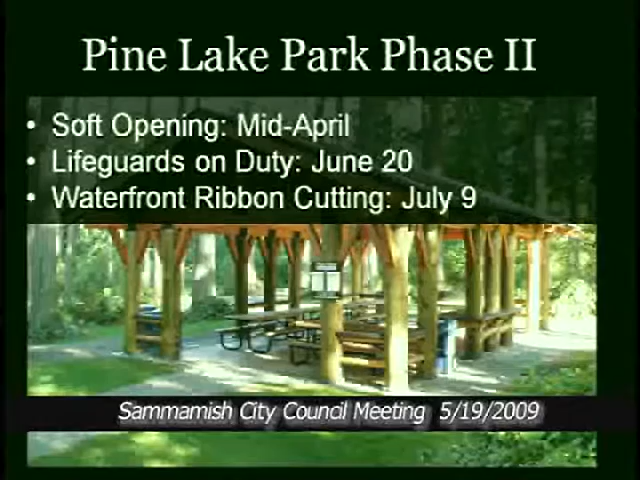 Pine Lake Park Phase II
• Soft Opening: Mid-April
• Lifeguards on Duty: June 20
• Waterfront Ribbon Cutting: July 9
Sammamish City Council Meeting 5/19/2009